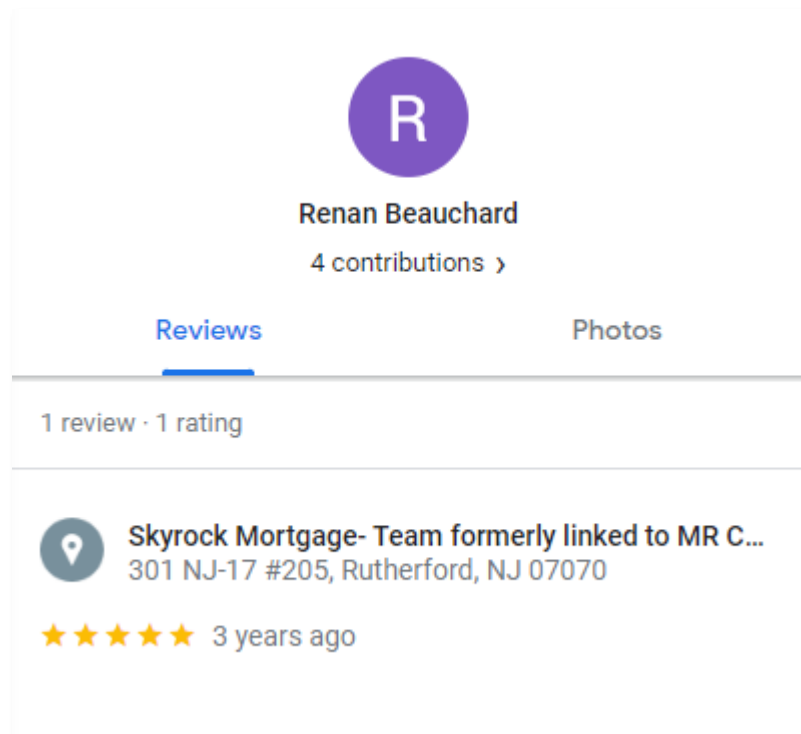 R
Renan Beauchard
4 contributions ›
Reviews Photos
1 review · 1 rating
Skyrock Mortgage- Team formerly linked to MR C...
301 NJ-17 #205, Rutherford, NJ 07070
3 years ago